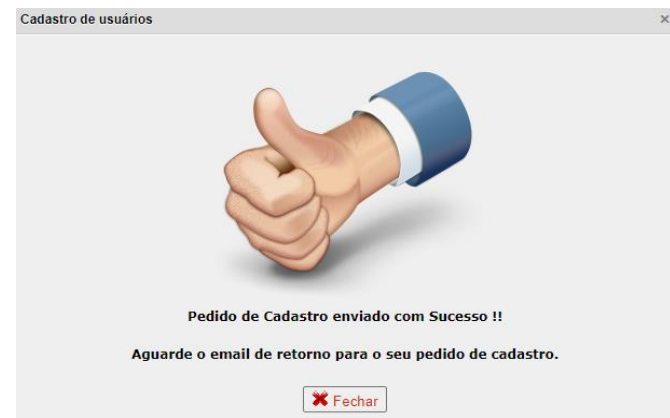 Cadastro de usuários
Pedido de Cadastro enviado com Sucesso !!
Aguarde o email de retorno para o seu pedido de cadastro.
Fechar